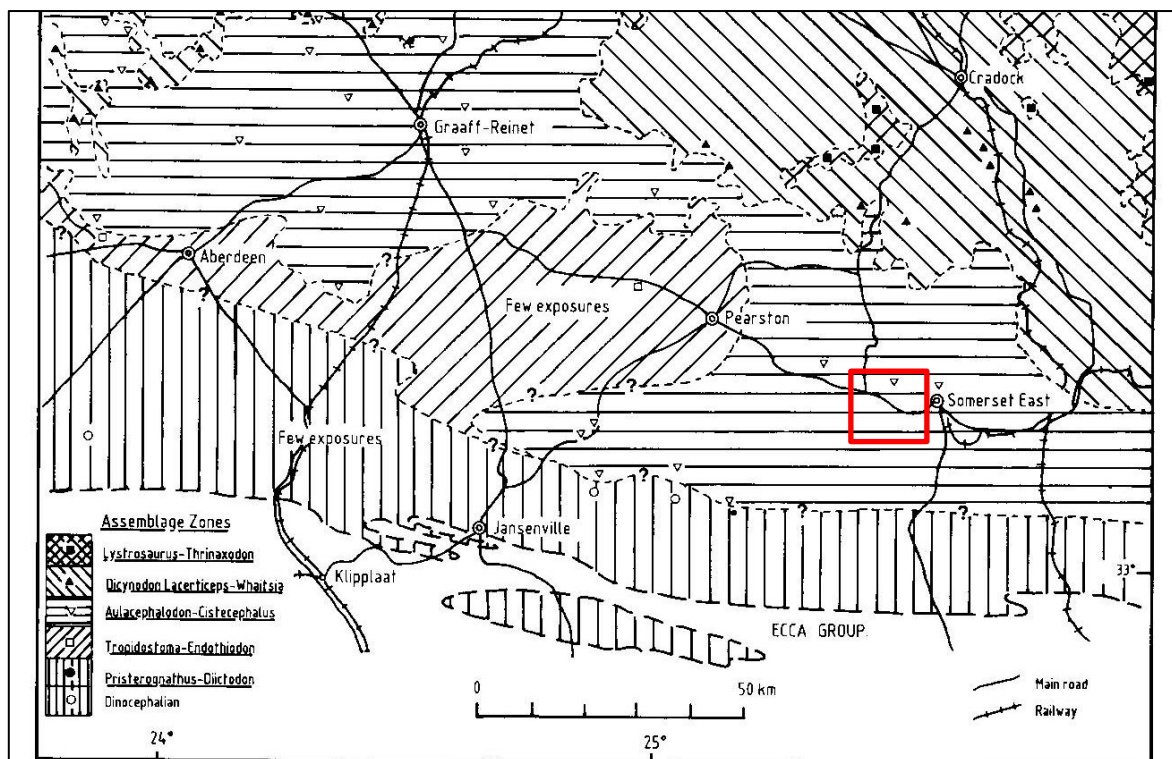 Cradock
Graaff-Reinet
?
Aberdeen
?
?
Few exposures
Pearston
?
?
?
Somerset East
Few exposures
?
?
?
?
?
Assemblage Zones
Jansenville
Lystrosaurus-Thrinaxodon
Dicynodon Lacerticeps-Whaitsia
Klipplaat
33°
Aulacephalodon-Cistecephalus
ECCA GROUP.
Tropidostoma-Endothiodon
Pristerognathus-Diictodon
Dinocephalian
0
50 km
Main road
Railway
24°
25°